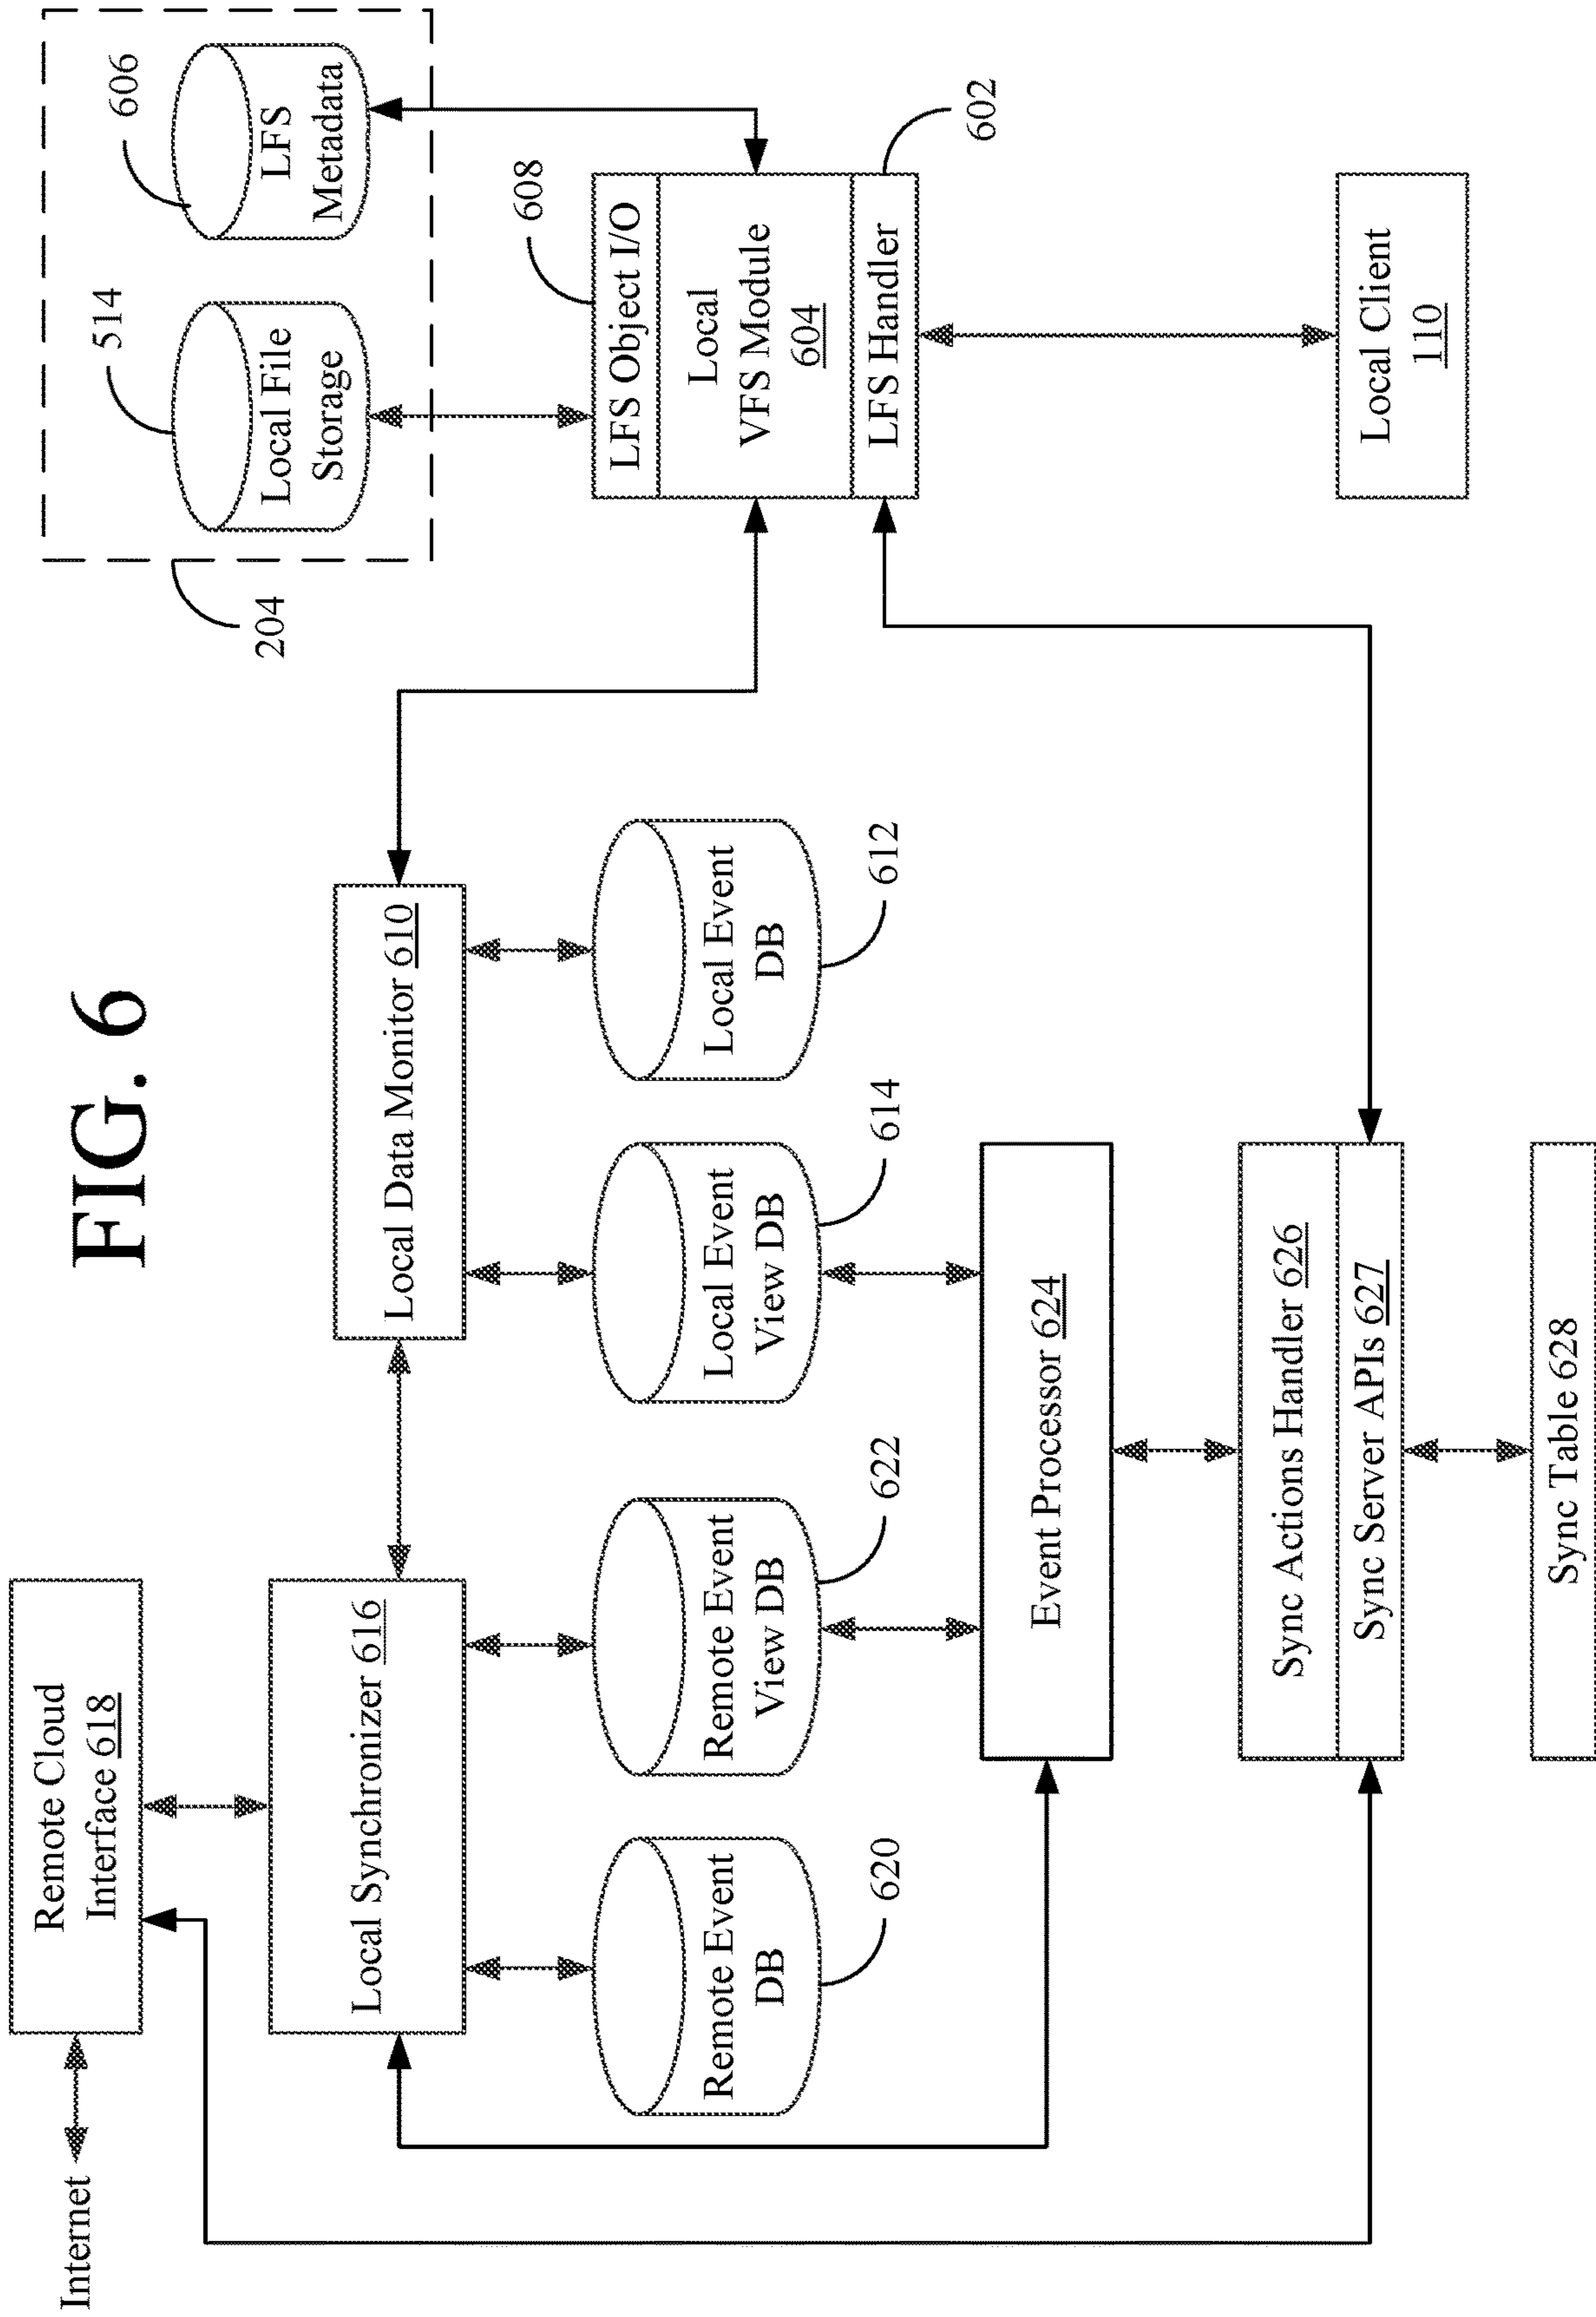 FIG. 6
Internet
Remote Cloud
Interface 618
Local Synchronizer 616
Local Data Monitor 610
Remote Event
DB
620
Remote Event
View DB
622
Local Event
View DB
614
Local Event
DB
612
Event Processor 624
Sync Actions Handler 626
Sync Server APIs 627
Sync Table 628
204
Local File
Storage
514
LFS
Metadata
606
LFS Object I/O
608
Local
VFS Module
604
LFS Handler
602
Local Client
110